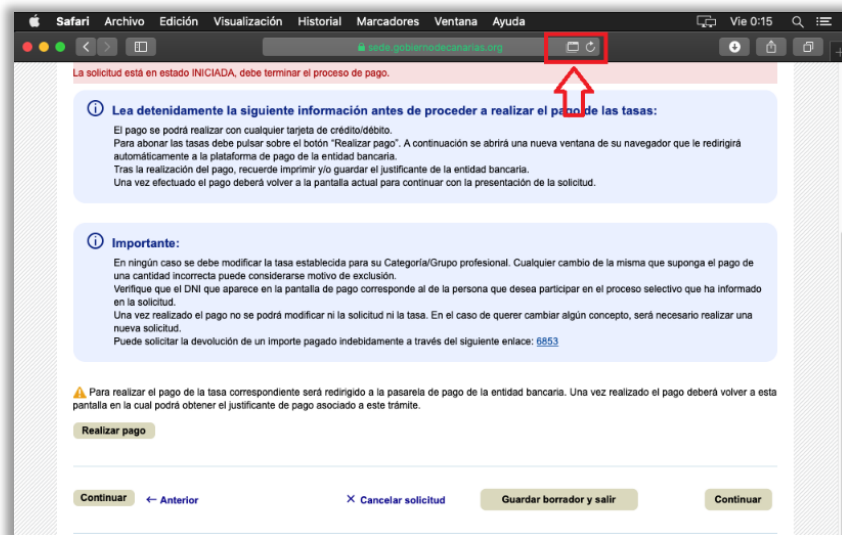 Safari Archivo Edición Visualización Historial Marcadores Ventana Ayuda Vie 0:15
sede.gobiernodecanarias.org
La solicitud está en estado INICIADA, debe terminar el proceso de pago.
Lea detenidamente la siguiente información antes de proceder a realizar el pago de las tasas:
El pago se podrá realizar con cualquier tarjeta de crédito/débito.
Para abonar las tasas debe pulsar sobre el botón "Realizar pago". A continuación se abrirá una nueva ventana de su navegador que le redirigirá
automáticamente a la plataforma de pago de la entidad bancaria.
Tras la realización del pago, recuerde imprimir y/o guardar el justificante de la entidad bancaria.
Una vez efectuado el pago deberá volver a la pantalla actual para continuar con la presentación de la solicitud.
Importante:
En ningún caso se debe modificar la tasa establecida para su Categoría/Grupo profesional. Cualquier cambio de la misma que suponga el pago de
una cantidad incorrecta puede considerarse motivo de exclusión.
Verifique que el DNI que aparece en la pantalla de pago corresponde al de la persona que desea participar en el proceso selectivo que ha informado
en la solicitud.
Una vez realizado el pago no se podrá modificar ni la solicitud ni la tasa. En el caso de querer cambiar algún concepto, será necesario realizar una
nueva solicitud.
Puede solicitar la devolución de un importe pagado indebidamente a través del siguiente enlace: 6853
Para realizar el pago de la tasa correspondiente será redirigido a la pasarela de pago de la entidad bancaria. Una vez realizado el pago deberá volver a esta
pantalla en la cual podrá obtener el justificante de pago asociado a este trámite.
Realizar pago
Continuar ← Anterior × Cancelar solicitud Guardar borrador y salir Continuar